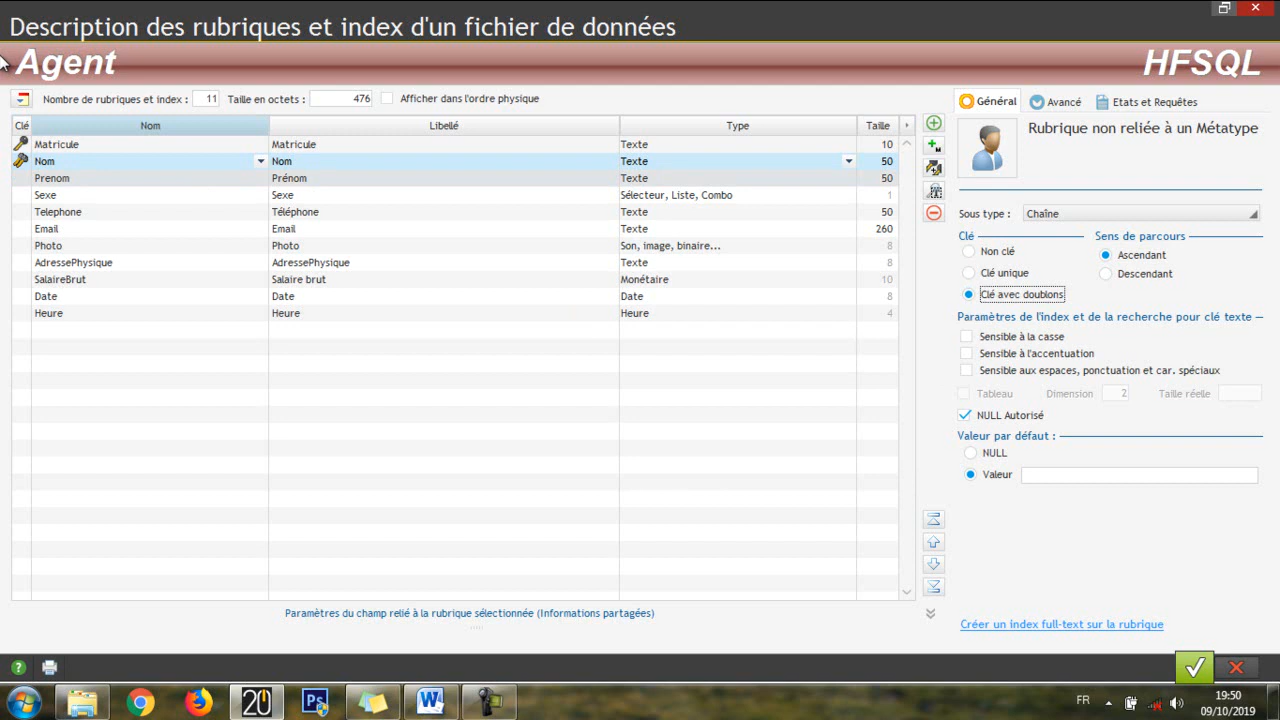 Description des rubriques et index d'un fichier de données
Agent HFSQL
Nombre de rubriques et index : 11 Taille en octets : 476 Afficher dans l'ordre physique
Clé Nom Libellé Type Taille
Matricule Matricule Texte 10
Nom Nom Texte 50
Prenom Prénom Texte 50
Sexe Sexe Sélecteur, Liste, Combo 1
Telephone Téléphone Texte 50
Email Email Texte 260
Photo Photo Son, image, binaire... 8
AdressePhysique AdressePhysique Texte 8
SalaireBrut Salaire brut Monétaire 10
Date Date Date 8
Heure Heure Heure 4
Paramètres du champ relié à la rubrique sélectionnée (Informations partagées)
Général Avancé Etats et Requêtes
Rubrique non reliée à un Métatype
Sous type : Chaîne
Clé Sens de parcours
Non clé Ascendant
Clé unique Descendant
Clé avec doublons
Paramètres de l'index et de la recherche pour clé texte
Sensible à la casse
Sensible à l'accentuation
Sensible aux espaces, ponctuation et car. spéciaux
Tableau Dimension 2 Taille réelle
NULL Autorisé
Valeur par défaut :
NULL
Valeur
Créer un index full-text sur la rubrique
20 Ps W FR 19:50
09/10/2019